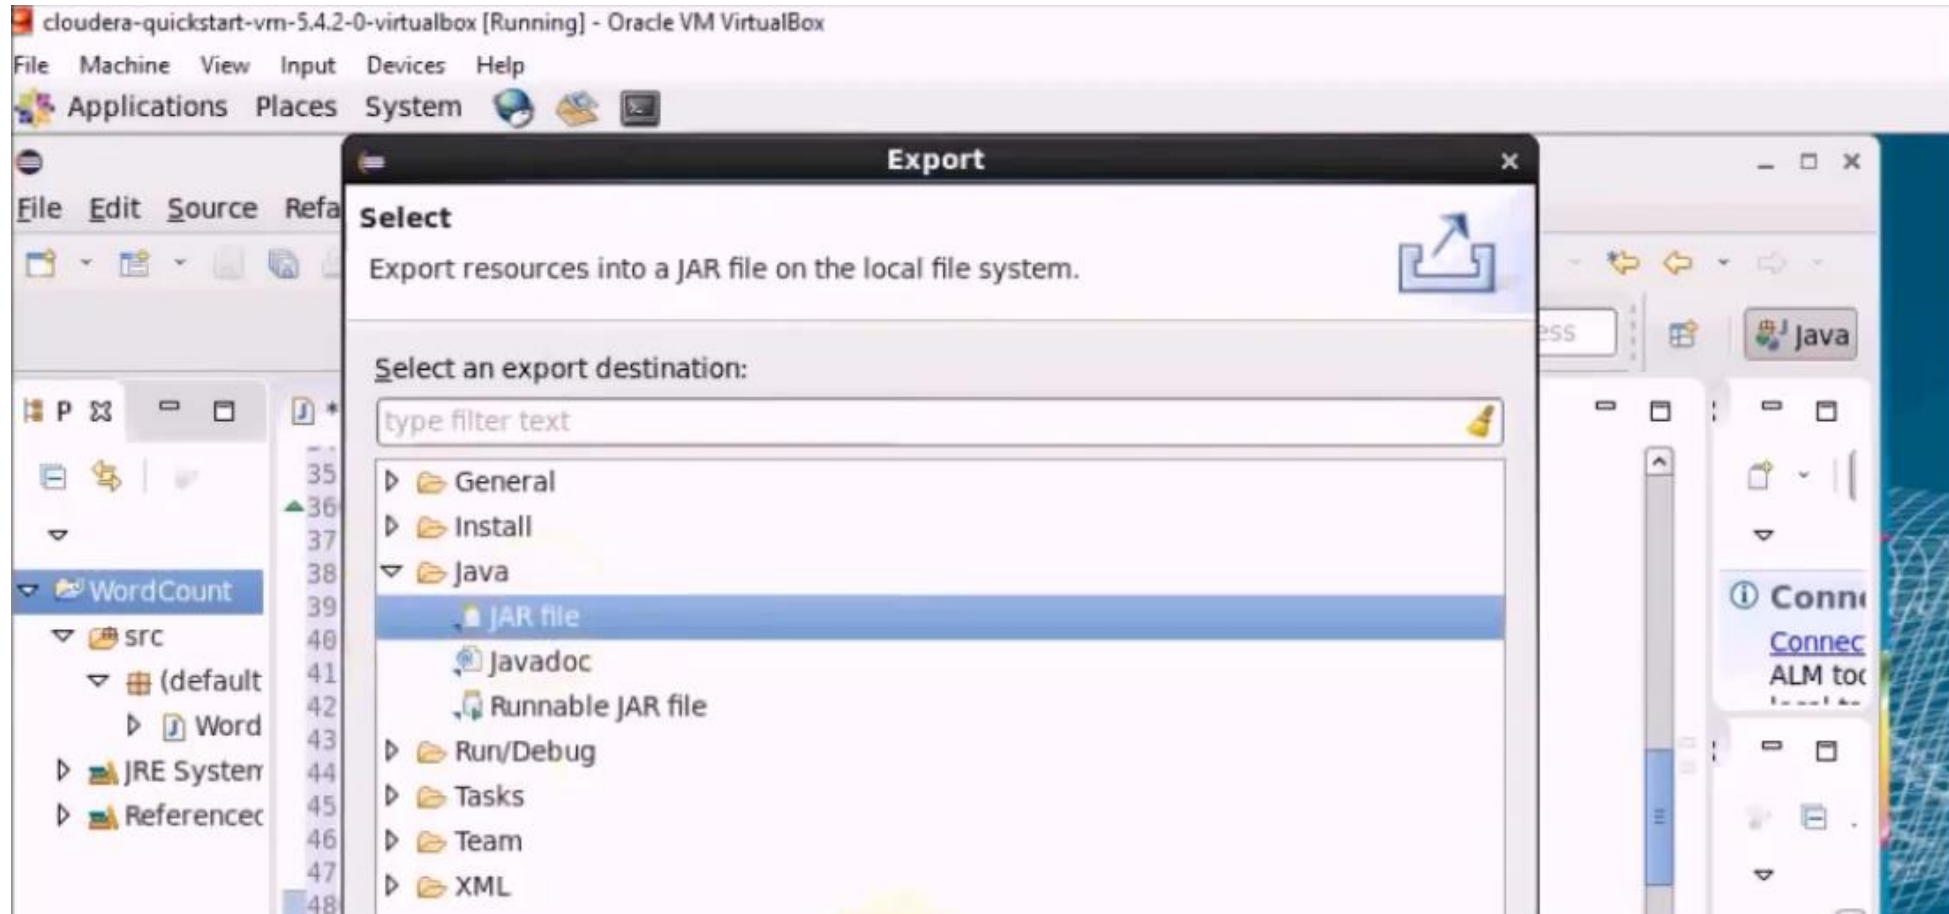 cloudera-quickstart-vm-5.4.2-0-virtualbox [Running] - Oracle VM VirtualBox
File Machine View Input Devices Help
Applications Places System
Export
File Edit Source Refa
Select
Export resources into a JAR file on the local file system.
Java
Select an export destination:
P
type filter text
35
36
37
38
39
40
41
42
43
44
45
46
47
48
General
Install
Java
JAR file
Javadoc
Runnable JAR file
Run/Debug
Tasks
Team
XML
WordCount
src
(default
Word
JRE System
Referenced
Conne
Connec
ALM too